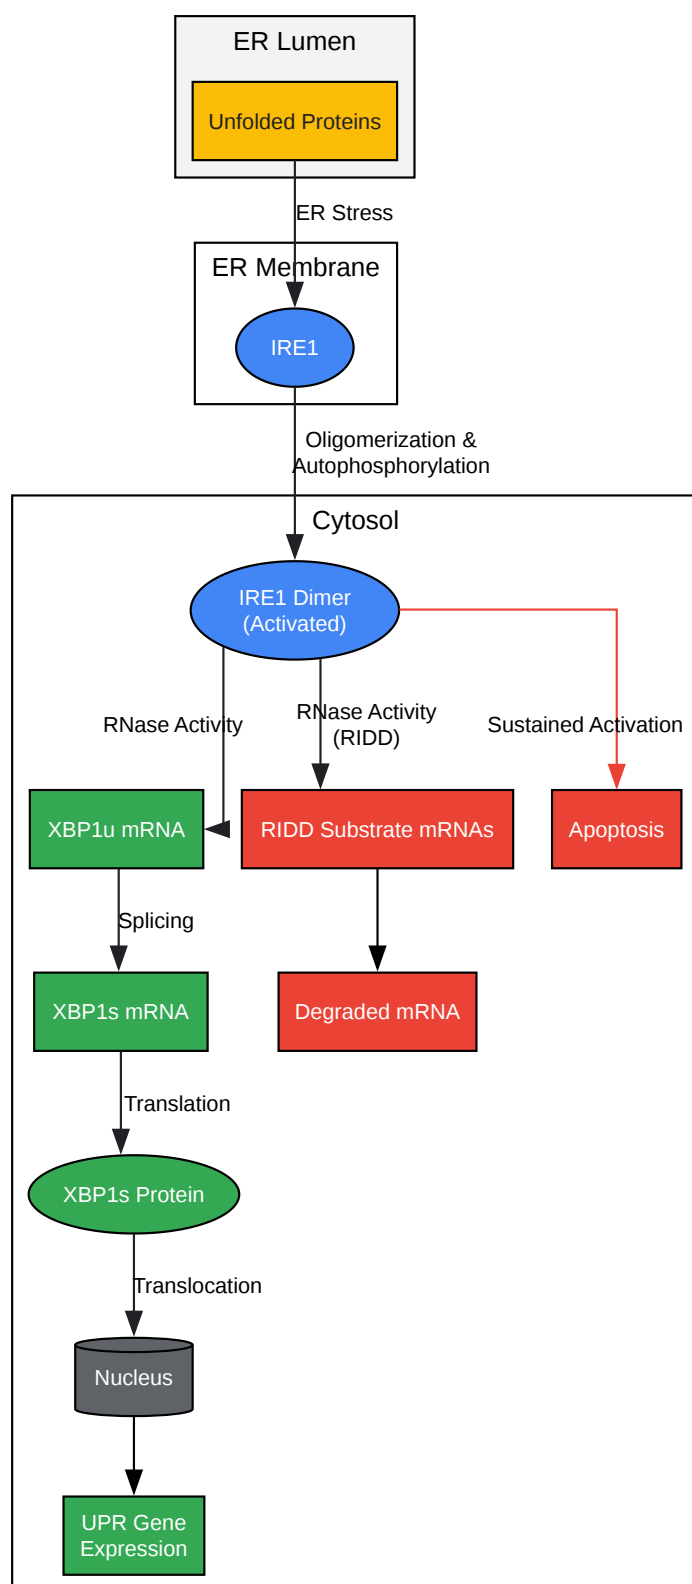 ER Lumen
Unfolded Proteins
ER Stress
ER Membrane
IRE1
Oligomerization &
Autophosphorylation
Cytosol
IRE1 Dimer
(Activated)
RNase Activity
RNase Activity
(RIDD)
Sustained Activation
XBP1u mRNA
RIDD Substrate mRNAs
Apoptosis
Splicing
XBP1s mRNA
Degraded mRNA
Translation
XBP1s Protein
Translocation
Nucleus
UPR Gene
Expression